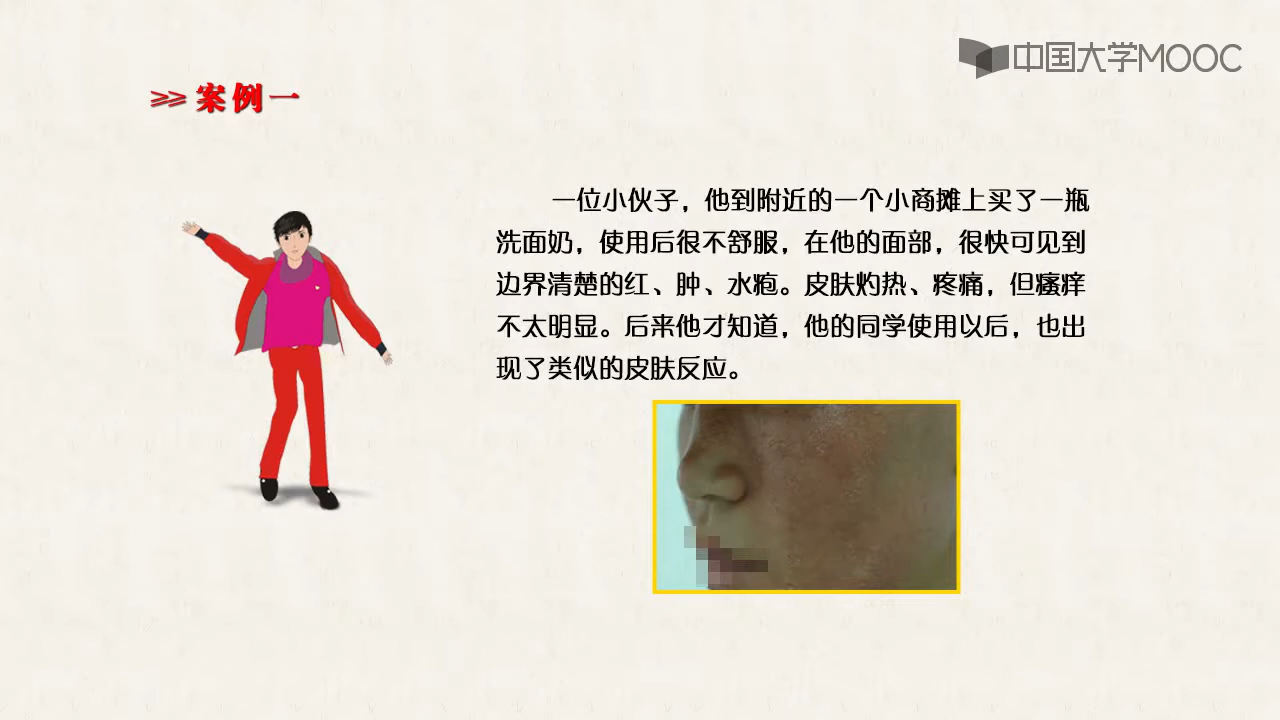 中国大学MOOC
>> 案例一
一位小伙子，他到附近的一个小商摊上买了一瓶
洗面奶，使用后很不舒服，在他的面部，很快可见到
边界清楚的红、肿、水疱。皮肤灼热、疼痛，但瘙痒
不太明显。后来他才知道，他的同学使用以后，也出
现了类似的皮肤反应。